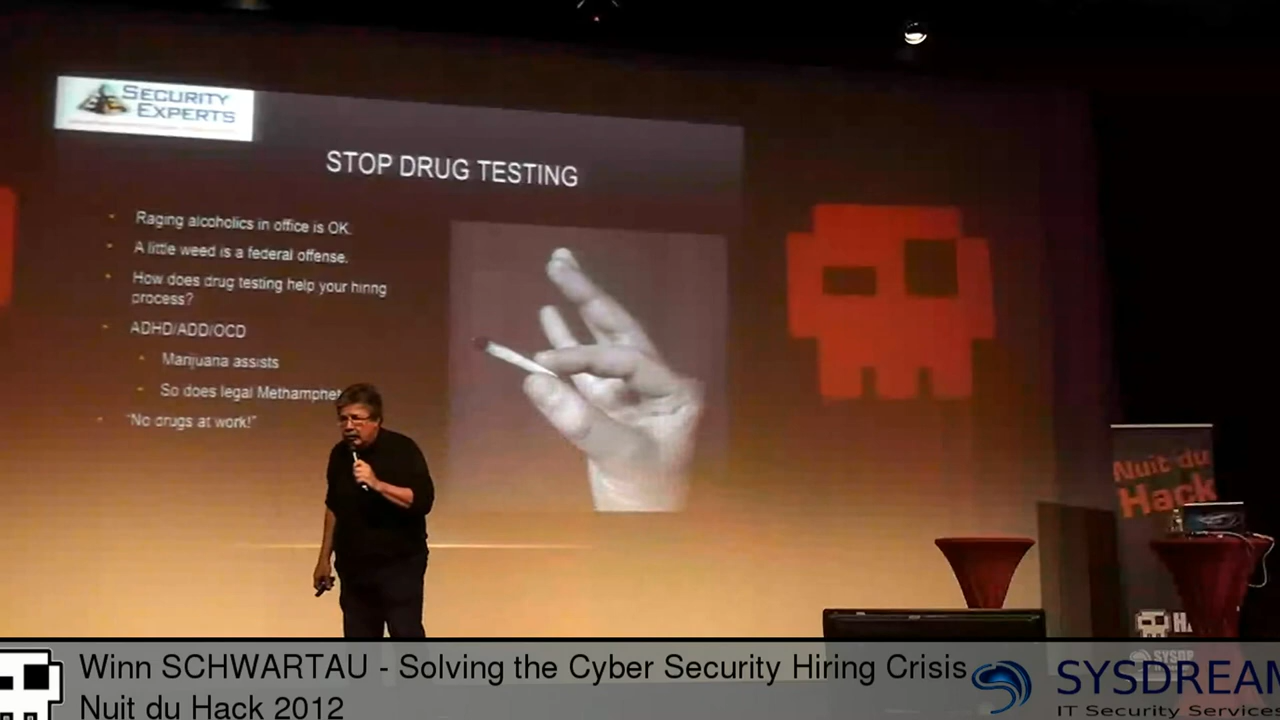 SECURITY
EXPERTS
STOP DRUG TESTING
Raging alcoholics in office is OK.
A little weed is a federal offense.
How does drug testing help your hiring
process?
ADHD/ADD/OCD
Marijuana assists
So does legal Methamphet
"No drugs at work!"
Nuit du
Hack
SYSDR
Winn SCHWARTAU - Solving the Cyber Security Hiring Crisis
Nuit du Hack 2012
SYSDREAM
IT Security Services